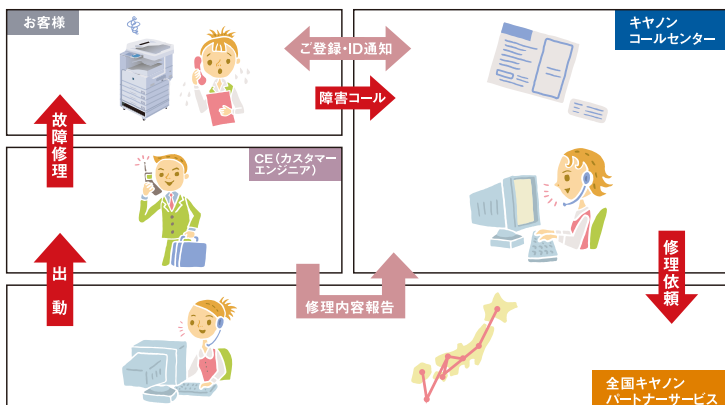 お客様
ご登録・ID通知
キヤノン
コールセンター
障害コール
故障修理
CE（カスタマー
エンジニア）
出動
修理内容報告
修理依頼
全国キヤノン
パートナーサービス